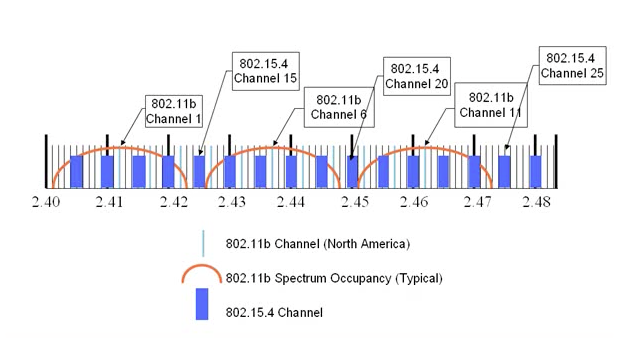 802.15.4
Channel 15
802.15.4
Channel 20
802.15.4
Channel 25
802.11b
Channel 1
802.11b
Channel 6
802.11b
Channel 11
2.40 2.41 2.42 2.43 2.44 2.45 2.46 2.47 2.48
802.11b Channel (North America)
802.11b Spectrum Occupancy (Typical)
802.15.4 Channel